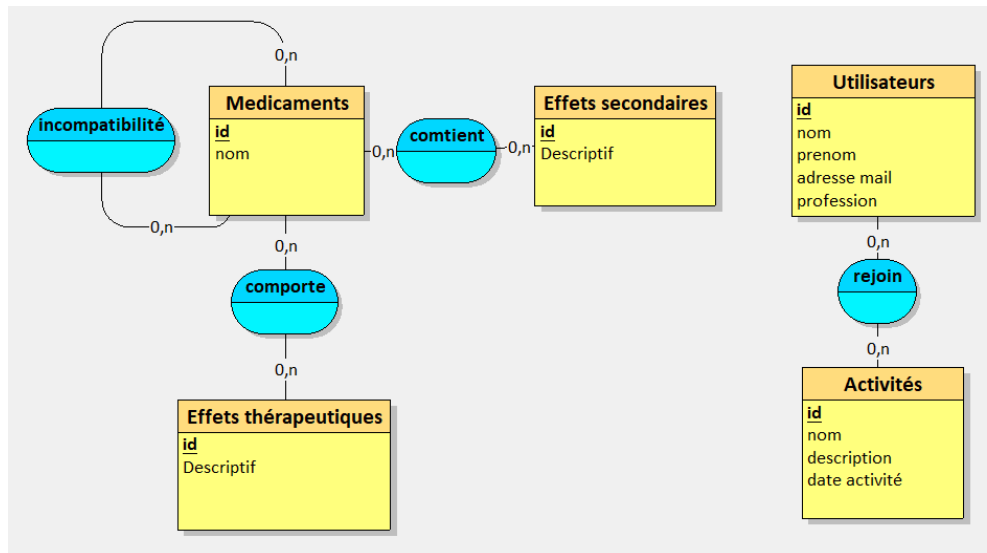 0,n
incompatibilité
0,n
Medicaments
id
nom
0,n
comtient
0,n
Effets secondaires
id
Descriptif
0,n
comporte
0,n
Effets thérapeutiques
id
Descriptif
Utilisateurs
id
nom
prenom
adresse mail
profession
0,n
rejoin
0,n
Activités
id
nom
description
date activité